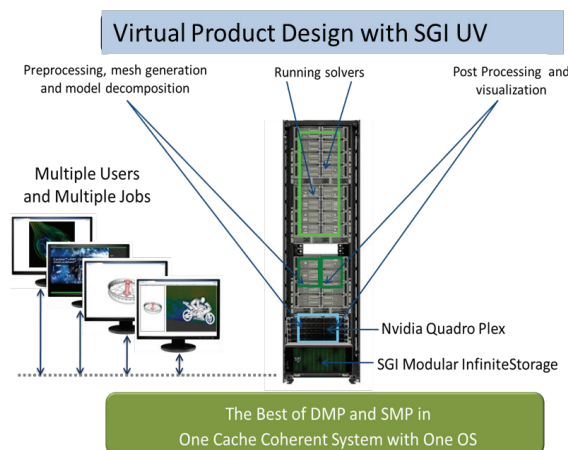 Virtual Product Design with SGI UV
Preprocessing, mesh generation
and model decomposition
Running solvers
Post Processing and
visualization
Multiple Users
and Multiple Jobs
Nvidia Quadro Plex
SGI Modular InfiniteStorage
The Best of DMP and SMP in
One Cache Coherent System with One OS